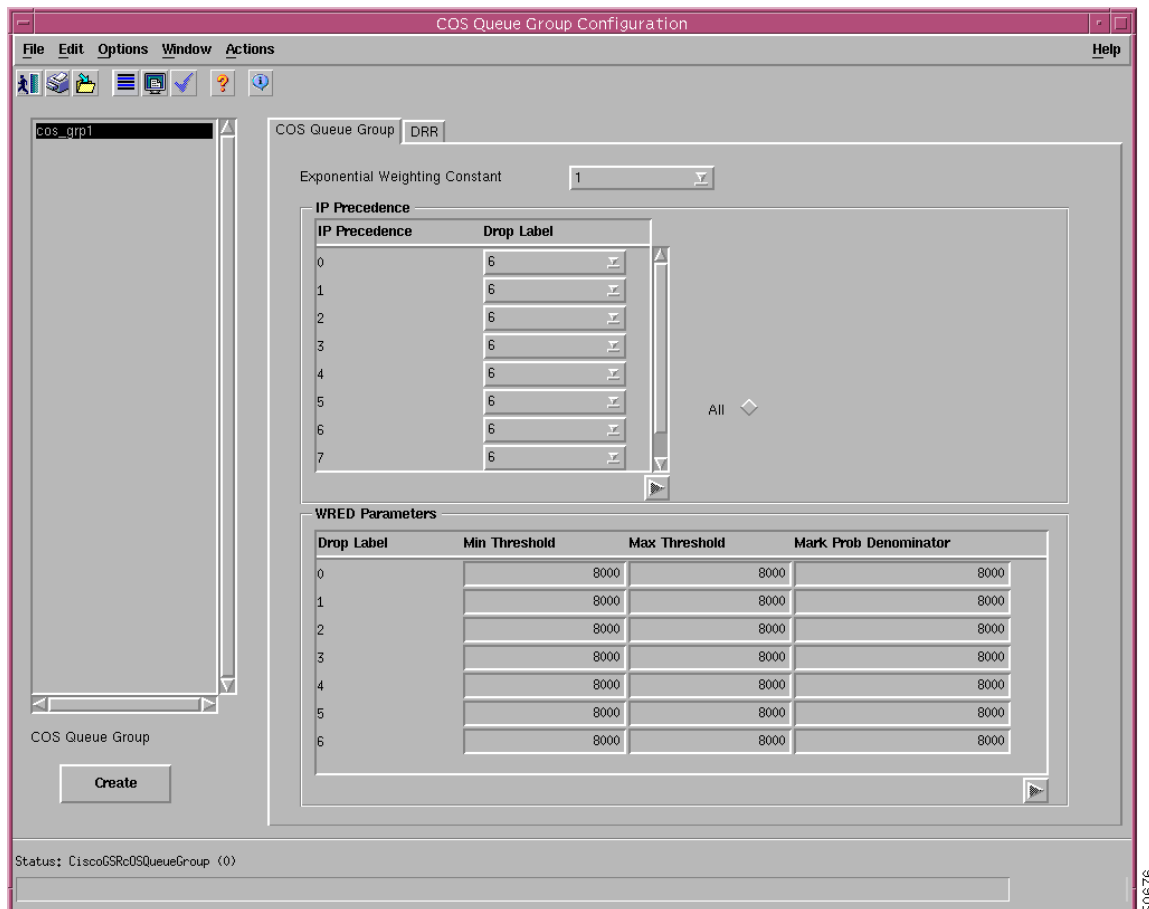 COS Queue Group Configuration
File Edit Options Window Actions Help
cos_grp1
COS Queue Group DRR
Exponential Weighting Constant 1
IP Precedence
IP Precedence Drop Label
0 6
1 6
2 6
3 6
4 6
5 6
6 6
7 6
All
WRED Parameters
Drop Label Min Threshold Max Threshold Mark Prob Denominator
0 8000 8000 8000
1 8000 8000 8000
2 8000 8000 8000
3 8000 8000 8000
4 8000 8000 8000
5 8000 8000 8000
6 8000 8000 8000
COS Queue Group
Create
Status: CiscoGSRcOSQueueGroup (0)
50676